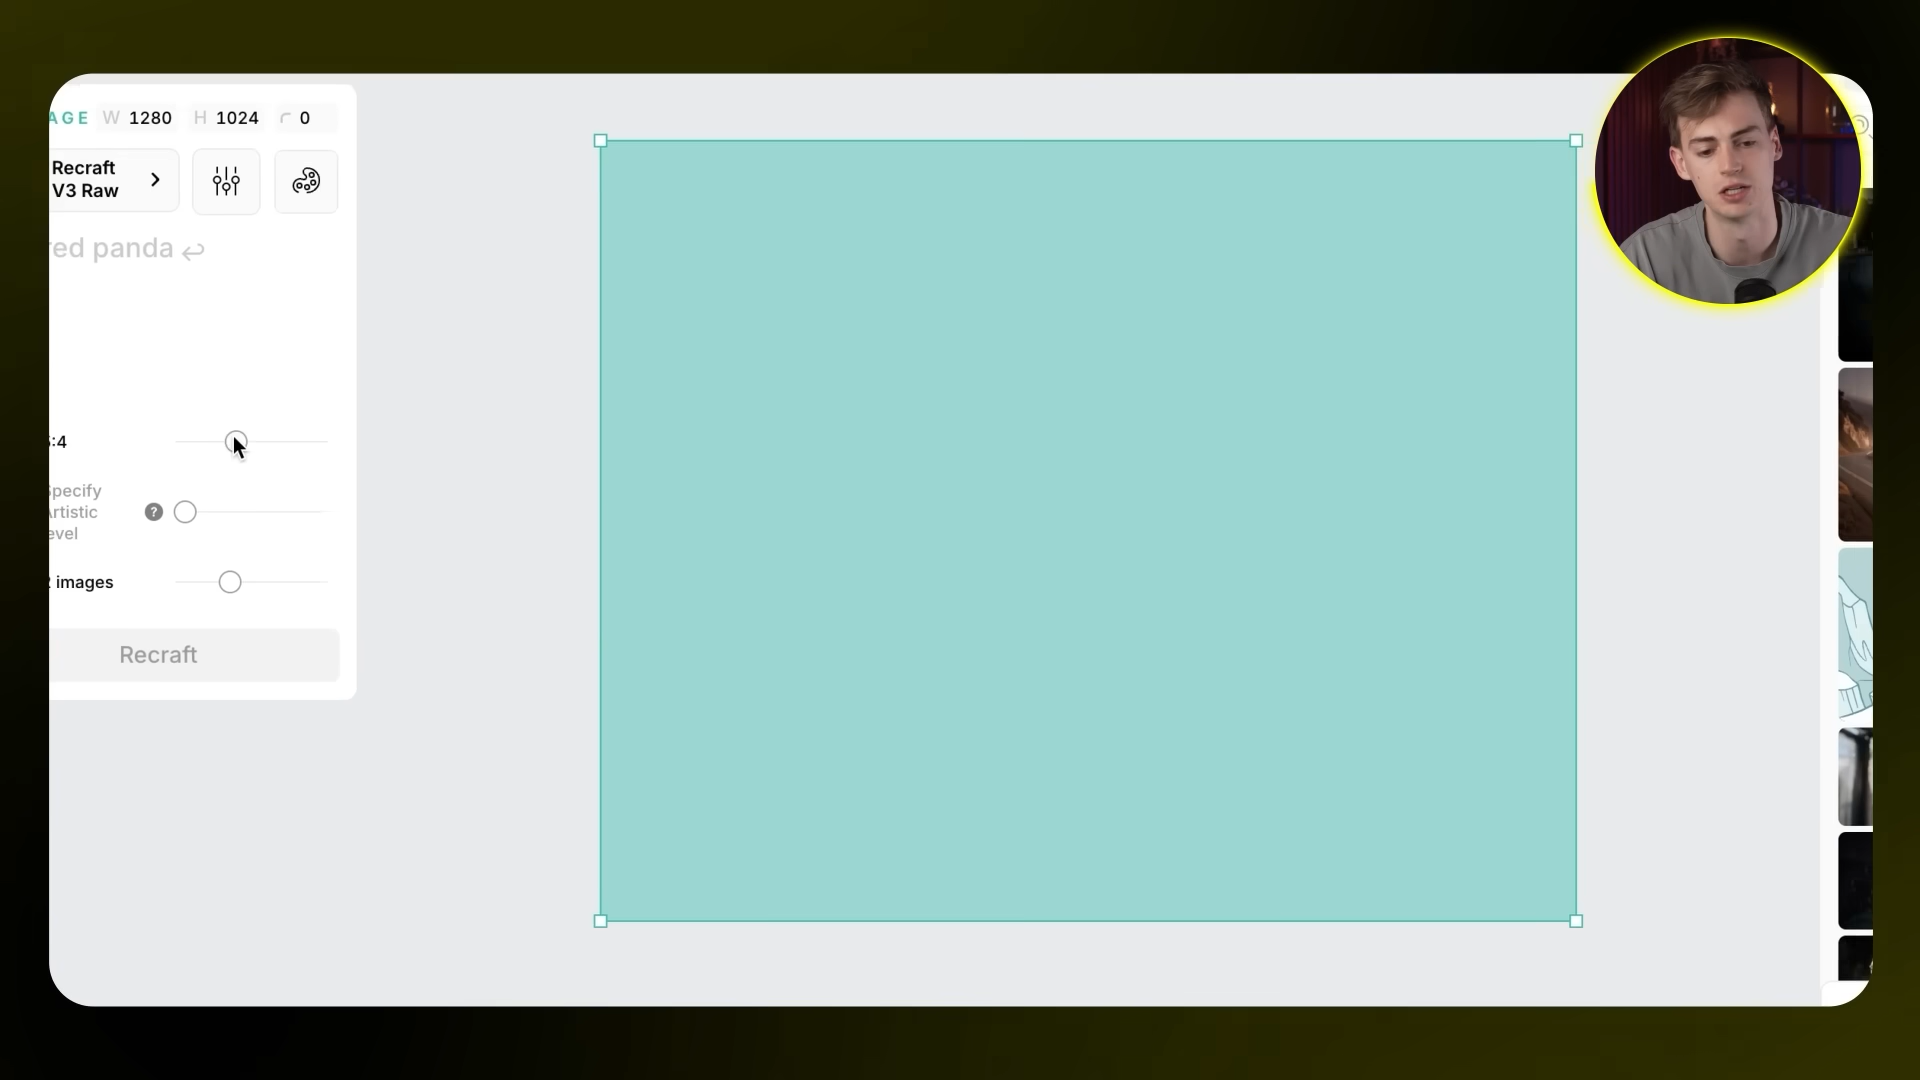 AGE W 1280 H 1024 0
Recraft
V3 Raw
red panda
:4
pecify
rtistic
evel
?
images
Recraft